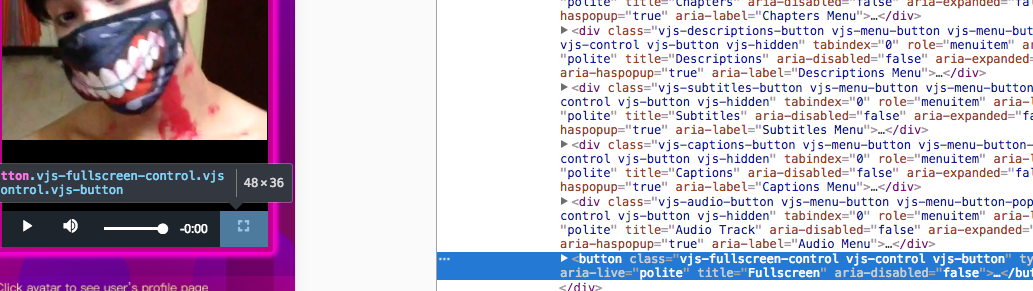 tton.vjs-fullscreen-control.vjs
ontrol.vjs-button
48×36
-0:00
Click avatar to see user's profile page
"polite" title="Chapters" aria-disabled="false" aria-expanded=
haspopup="true" aria-label="Chapters Menu">…</div>
▶<div class="vjs-descriptions-button vjs-menu-button vjs-menu-but
vjs-control vjs-button vjs-hidden" tabindex="0" role="menuitem" a
"polite" title="Descriptions" aria-disabled="false" aria-expanded
aria-haspopup="true" aria-label="Descriptions Menu">…</div>
▶<div class="vjs-subtitles-button vjs-menu-button vjs-menu-button
control vjs-button vjs-hidden" tabindex="0" role="menuitem" aria-
"polite" title="Subtitles" aria-disabled="false" aria-expanded=
haspopup="true" aria-label="Subtitles Menu">…</div>
▶<div class="vjs-captions-button vjs-menu-button vjs-menu-button-
control vjs-button vjs-hidden" tabindex="0" role="menuitem" aria-
"polite" title="Captions" aria-disabled="false" aria-expanded=
haspopup="true" aria-label="Captions Menu">…</div>
▶<div class="vjs-audio-button vjs-menu-button vjs-menu-button-pop
control vjs-button vjs-hidden" tabindex="0" role="menuitem" aria-
"polite" title="Audio Track" aria-disabled="false" aria-expanded=
aria-haspopup="true" aria-label="Audio Menu">…</div>
… ▶<button class="vjs-fullscreen-control vjs-control vjs-button" ty
aria-live="polite" title="Fullscreen" aria-disabled="false">…</but
</div>